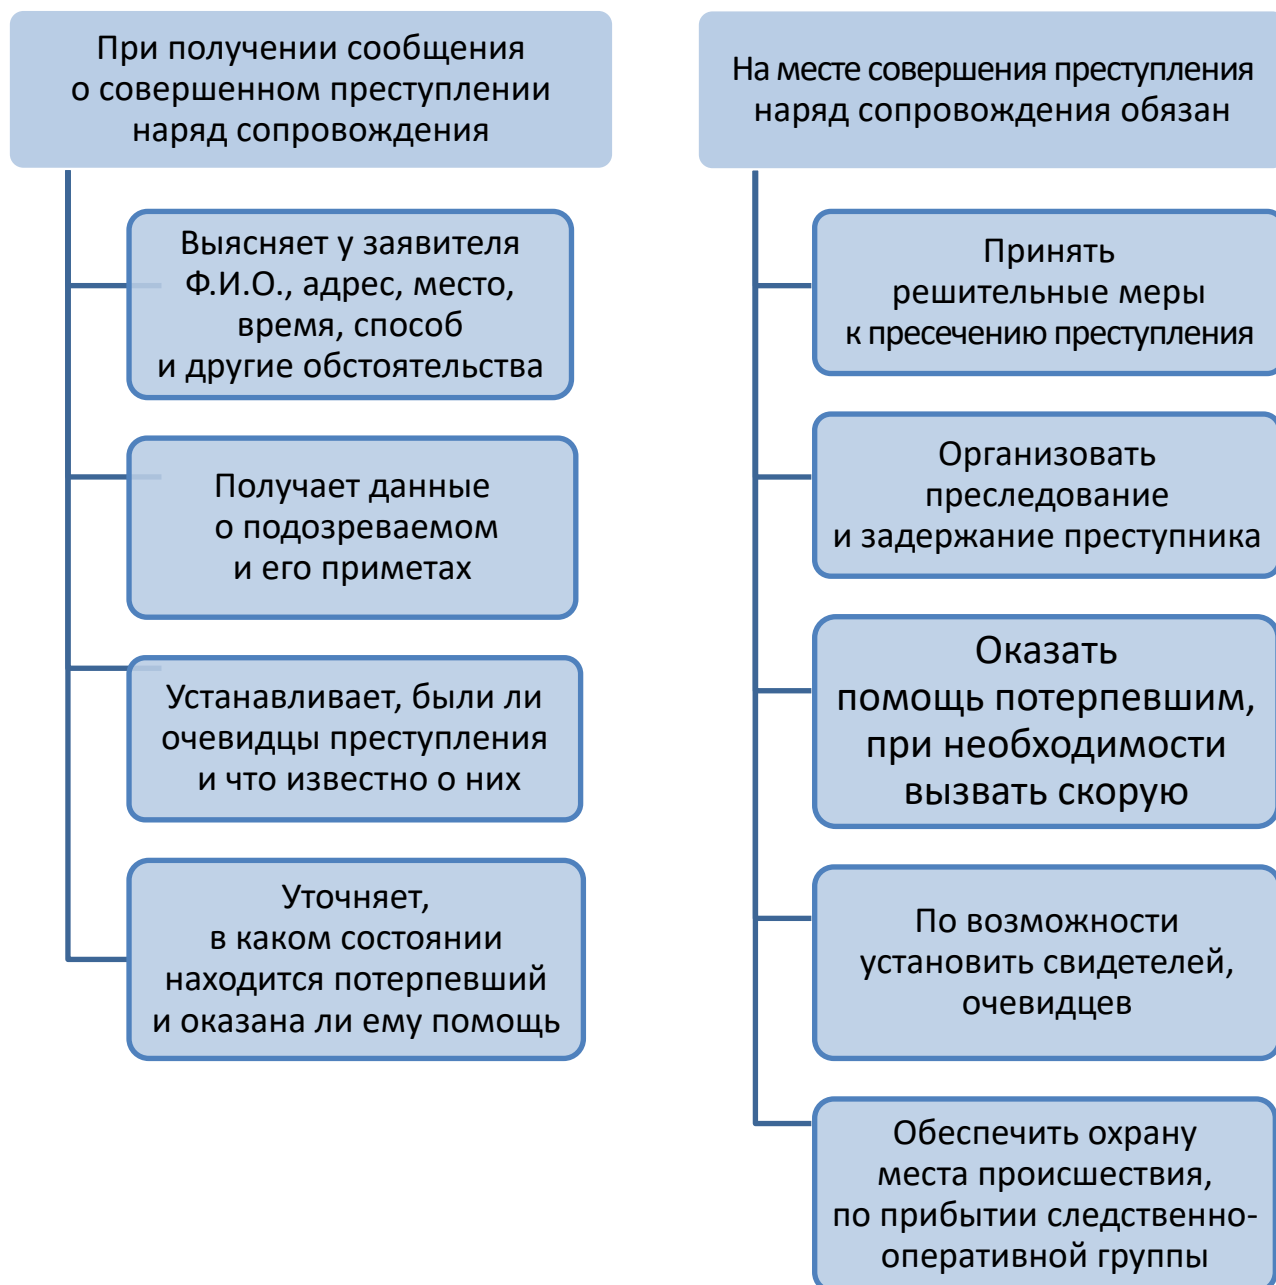 При получении сообщения
о совершенном преступлении
наряд сопровождения
Выясняет у заявителя
Ф.И.О., адрес, место,
время, способ
и другие обстоятельства
Получает данные
о подозреваемом
и его приметах
Устанавливает, были ли
очевидцы преступления
и что известно о них
Уточняет,
в каком состоянии
находится потерпевший
и оказана ли ему помощь
На месте совершения преступления
наряд сопровождения обязан
Принять
решительные меры
к пресечению преступления
Организовать
преследование
и задержание преступника
Оказать
помощь потерпевшим,
при необходимости
вызвать скорую
По возможности
установить свидетелей,
очевидцев
Обеспечить охрану
места происшествия,
по прибытии следственно-
оперативной группы